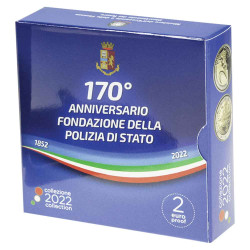 170°
ANNIVERSARIO
FONDAZIONE DELLA
POLIZIA DI STATO
1852
2022
collezione
2022
collection
2
euro
proof